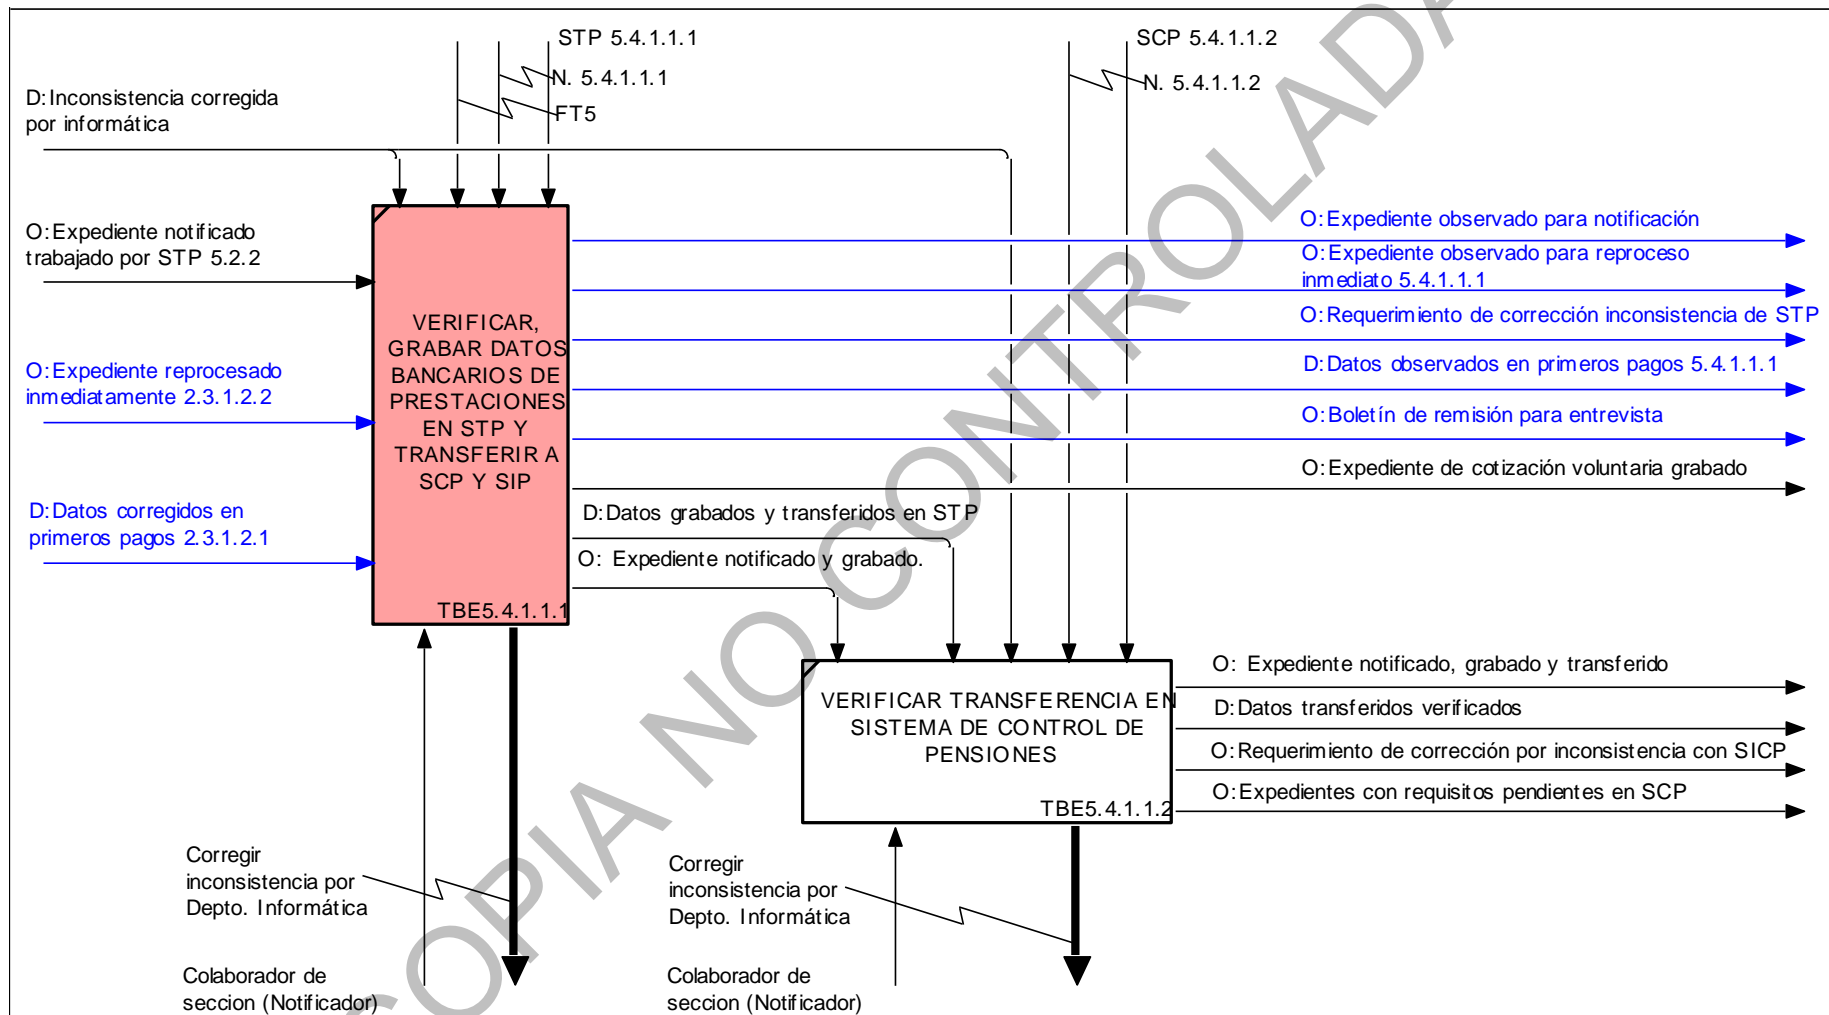 STP 5.4.1.1.1
N. 5.4.1.1.1
FT5
SCP 5.4.1.1.2
N. 5.4.1.1.2
D:Inconsistencia corregida
por informática
O:Expediente notificado
trabajado por STP 5.2.2
O:Expediente reprocesado
inmediatamente 2.3.1.2.2
D:Datos corregidos en
primeros pagos 2.3.1.2.1
VERIFICAR,
GRABAR DATOS
BANCARIOS DE
PRESTACIONES
EN STP Y
TRANSFERIR A
SCP Y SIP
TBE5.4.1.1.1
O:Expediente observado para notificación
O:Expediente observado para reproceso
inmediato 5.4.1.1.1
O:Requerimiento de corrección inconsistencia de STP
D:Datos observados en primeros pagos 5.4.1.1.1
O:Boletín de remisión para entrevista
O:Expediente de cotización voluntaria grabado
D:Datos grabados y transferidos en STP
O: Expediente notificado y grabado.
VERIFICAR TRANSFERENCIA EN
SISTEMA DE CONTROL DE
PENSIONES
TBE5.4.1.1.2
O: Expediente notificado, grabado y transferido
D:Datos transferidos verificados
O:Requerimiento de corrección por inconsistencia con SICP
O:Expedientes con requisitos pendientes en SCP
Corregir
inconsistencia por
Depto. Informática
Colaborador de
seccion (Notificador)
Corregir
inconsistencia por
Depto. Informática
Colaborador de
seccion (Notificador)
COPIA NO CONTROLADA